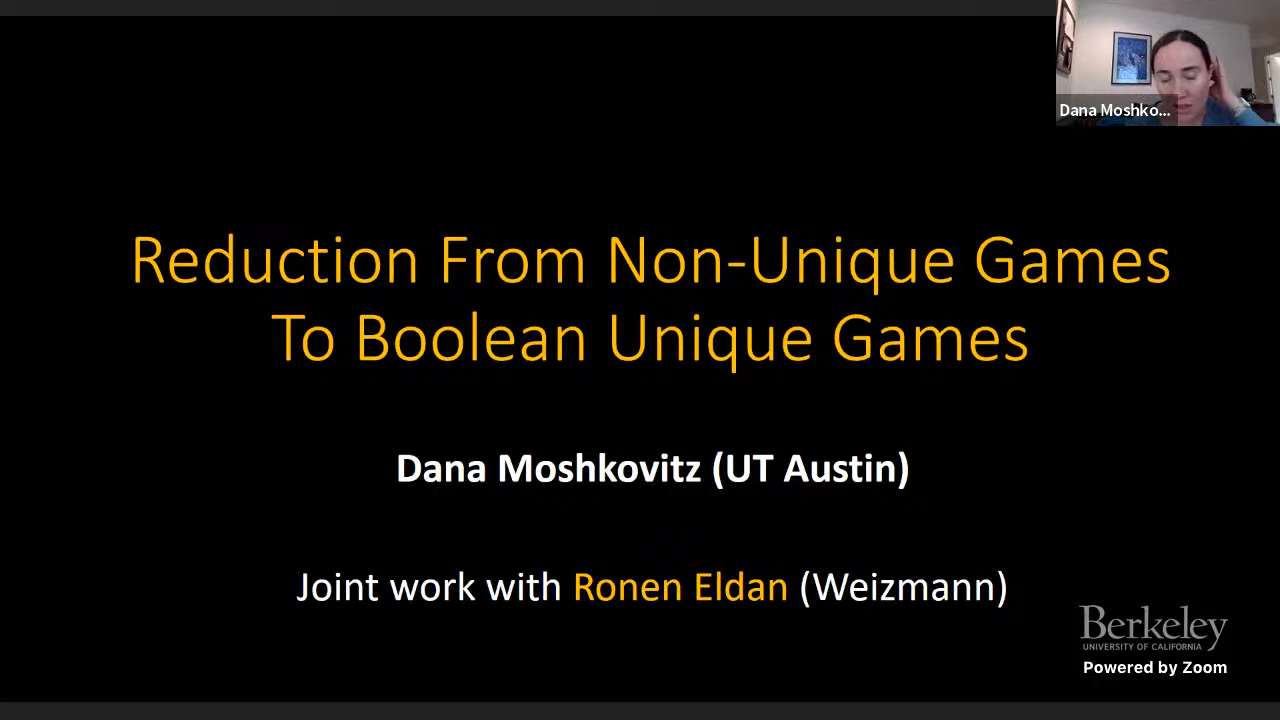 Dana Moshko...
Reduction From Non-Unique Games
To Boolean Unique Games
Dana Moshkovitz (UT Austin)
Joint work with Ronen Eldan (Weizmann)
Berkeley
UNIVERSITY OF CALIFORNIA
Powered by Zoom